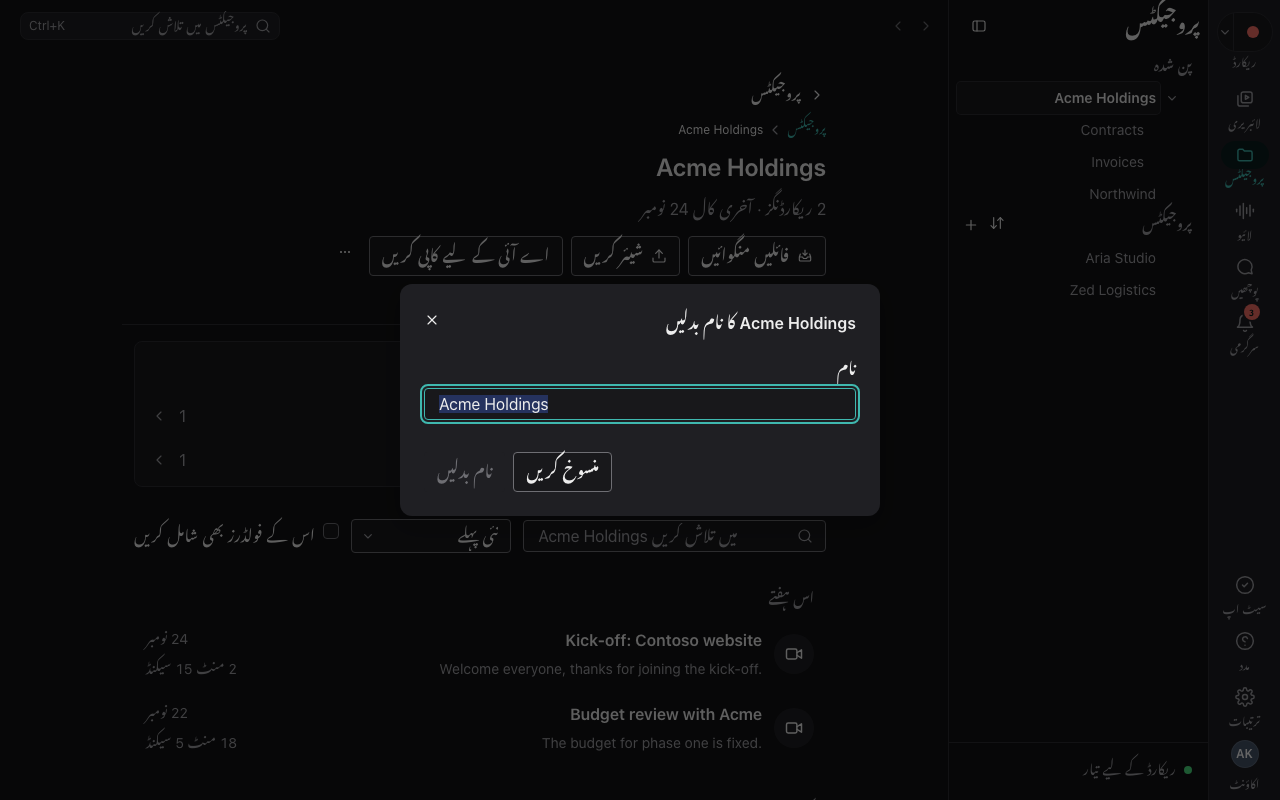 ریکارڈ
لائبریری
پروجیکٹس
لائیو
پوچھیں
3
سرگرمی
سیٹ اپ
مدد
ترتیبات
AK
اکاؤنٹ
پروجیکٹس
پن شدہ
Acme Holdings
Contracts
Invoices
Northwind
پروجیکٹس
Aria Studio
Zed Logistics
ریکارڈ کے لیے تیار
پروجیکٹس میں تلاش کریں Ctrl+K
پروجیکٹس
پروجیکٹس Acme Holdings
Acme Holdings
2 ریکارڈنگز · آخری کال 24 نومبر
فائلیں منگوائیں شیئر کریں اے آئی کے لیے کاپی کریں ...
Acme Holdings کا نام بدلیں
نام
Acme Holdings
منسوخ کریں نام بدلیں
1
1
Acme Holdings میں تلاش کریں نئی پہلے اس کے فولڈرز بھی شامل کریں
اس ہفتے
Kick-off: Contoso website 24 نومبر
Welcome everyone, thanks for joining the kick-off. 2 منٹ 15 سیکنڈ
Budget review with Acme 22 نومبر
The budget for phase one is fixed. 18 منٹ 5 سیکنڈ